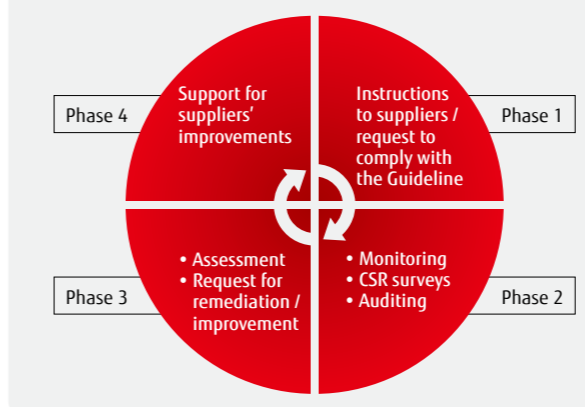 Phase 4
Support for
suppliers'
improvements
Instructions
to suppliers /
request to
comply with
the Guideline
Phase 1
Phase 3
• Assessment
• Request for
remediation /
improvement
• Monitoring
• CSR surveys
• Auditing
Phase 2